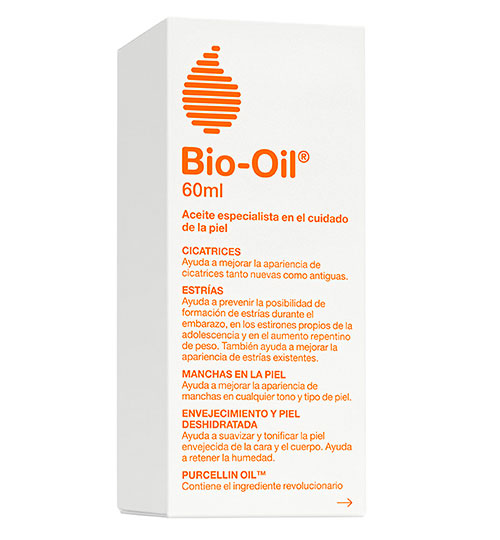 Bio-Oil®
60ml
Aceite especialista en el cuidado
de la piel
CICATRICES
Ayuda a mejorar la apariencia de
cicatrices tanto nuevas como antiguas.
ESTRÍAS
Ayuda a prevenir la posibilidad de
formación de estrías durante el
embarazo, en los estirones propios de la
adolescencia y en el aumento repentino
de peso. También ayuda a mejorar la
apariencia de estrías existentes.
MANCHAS EN LA PIEL
Ayuda a mejorar la apariencia de
manchas en cualquier tono y tipo de piel.
ENVEJECIMIENTO Y PIEL
DESHIDRATADA
Ayuda a suavizar y tonificar la piel
envejecida de la cara y el cuerpo. Ayuda
a retener la humedad.
PURCELLIN OIL™
Contiene el ingrediente revolucionario